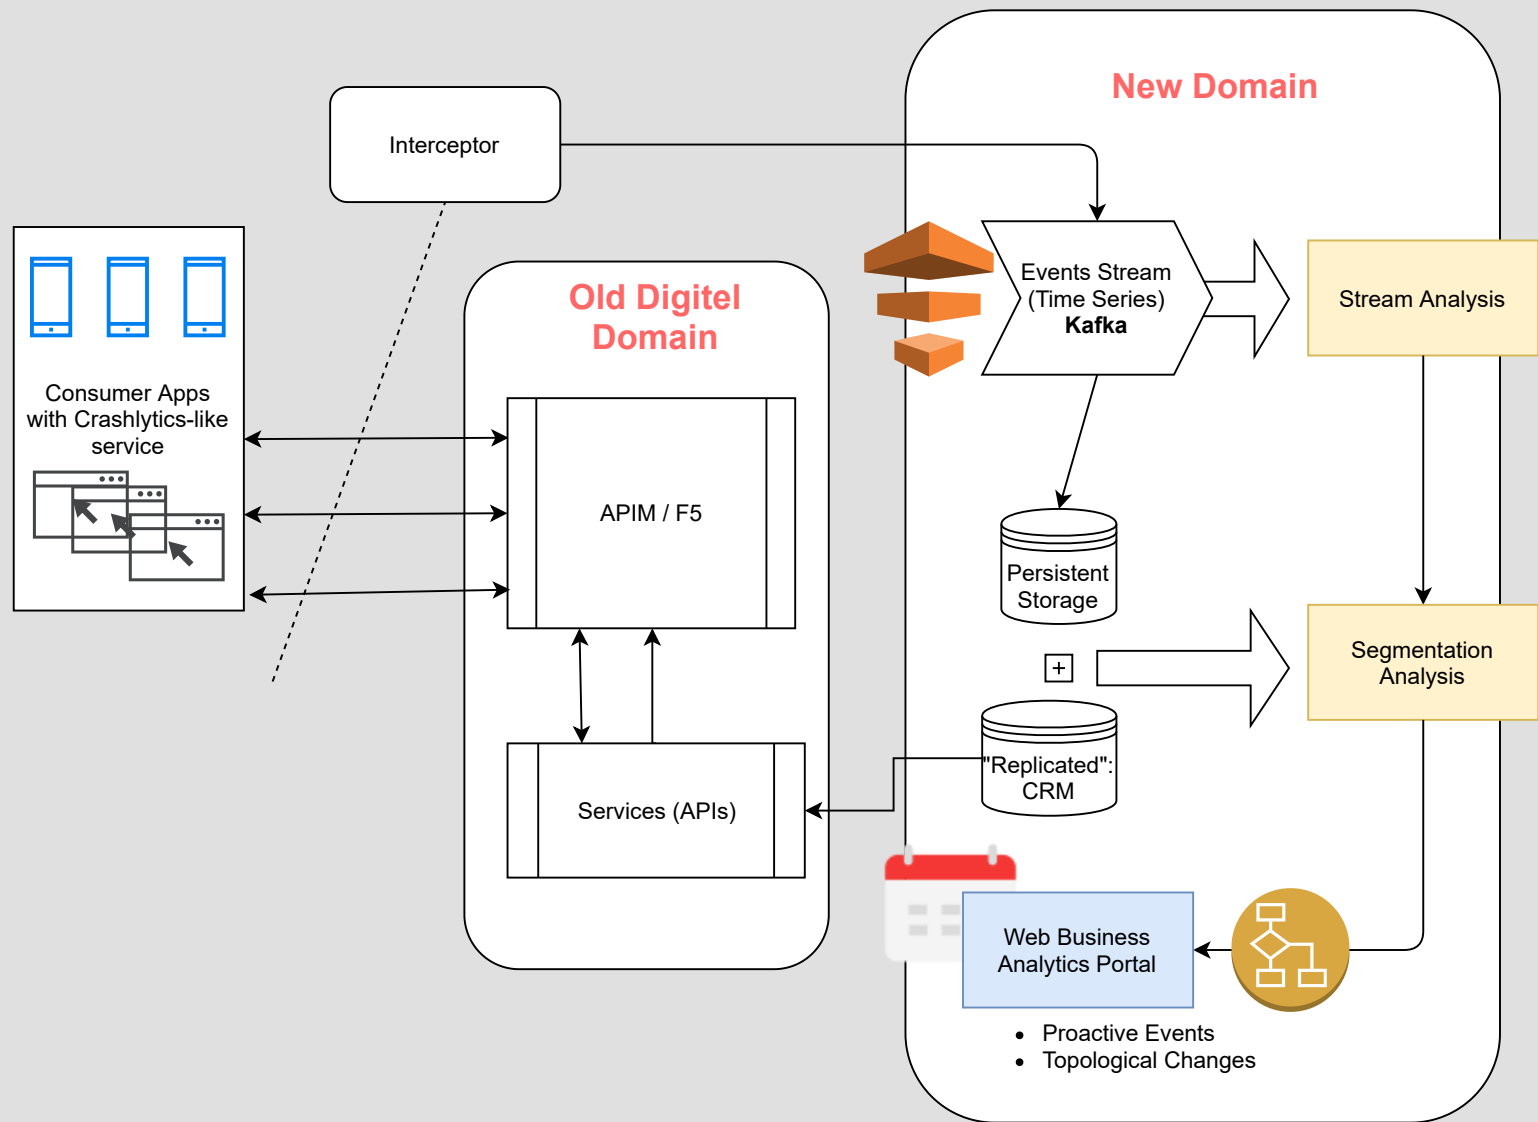 New Domain
Interceptor
Events Stream
(Time Series)
Kafka
Stream Analysis
Old Digitel
Domain
Consumer Apps
with Crashlytics-like
service
APIM / F5
Persistent
Storage
+
Segmentation
Analysis
"Replicated":
CRM
Services (APIs)
Web Business
Analytics Portal
• Proactive Events
• Topological Changes